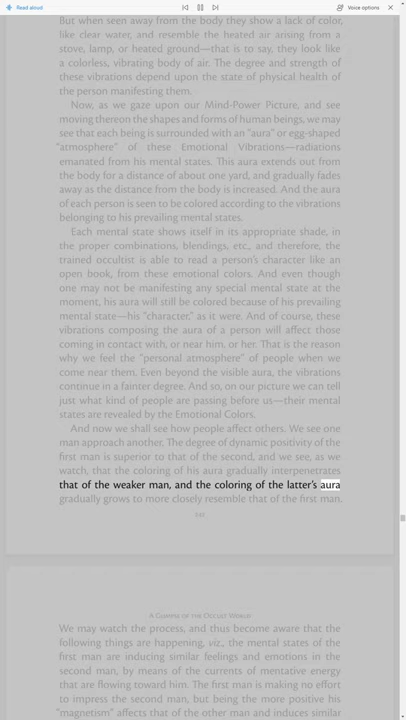 Read aloud
Voice options
But when seen away from the body they show a lack of color,
like clear water, and resemble the heated air arising from a
stove, lamp, or heated ground—that is to say, they look like
a colorless, vibrating body of air. The degree and strength of
these vibrations depend upon the state of physical health of
the person manifesting them.
Now, as we gaze upon our Mind-Power Picture, and see
moving thereon the shapes and forms of human beings, we may
see that each being is surrounded with an “aura” or egg-shaped
“atmosphere” of these Emotional Vibrations—radiations
emanated from his mental states. This aura extends out from
the body for a distance of about one yard, and gradually fades
away as the distance from the body is increased. And the aura
of each person is seen to be colored according to the vibrations
belonging to his prevailing mental states.
Each mental state shows itself in its appropriate shade, in
the proper combinations, blendings, etc., and therefore, the
trained occultist is able to read a person’s character like an
open book, from these emotional colors. And even though
one may not be manifesting any special mental state at the
moment, his aura will still be colored because of his prevailing
mental state—his “character,” as it were. And of course, these
vibrations composing the aura of a person will affect those
coming in contact with, or near him, or her. That is the reason
why we feel the “personal atmosphere” of people when we
come near them. Even beyond the visible aura, the vibrations
continue in a fainter degree. And so, on our picture we can tell
just what kind of people are passing before us—their mental
states are revealed by the Emotional Colors.
And now we shall see how people affect others. We see one
man approach another. The degree of dynamic positivity of the
first man is superior to that of the second, and we see, as we
watch, that the coloring of his aura gradually interpenetrates
that of the weaker man, and the coloring of the latter’s aura
gradually grows to more closely resemble that of the first man.
A Glimpse of the Occult World
We may watch the process, and thus become aware that the
following things are happening, viz., the mental states of the
first man are inducing similar feelings and emotions in the
second man, by means of the currents of mentative energy
that are flowing toward him. The first man is making no effort
to impress the second man, but being the more positive his
“magnetism” affects that of the other man and induces similar